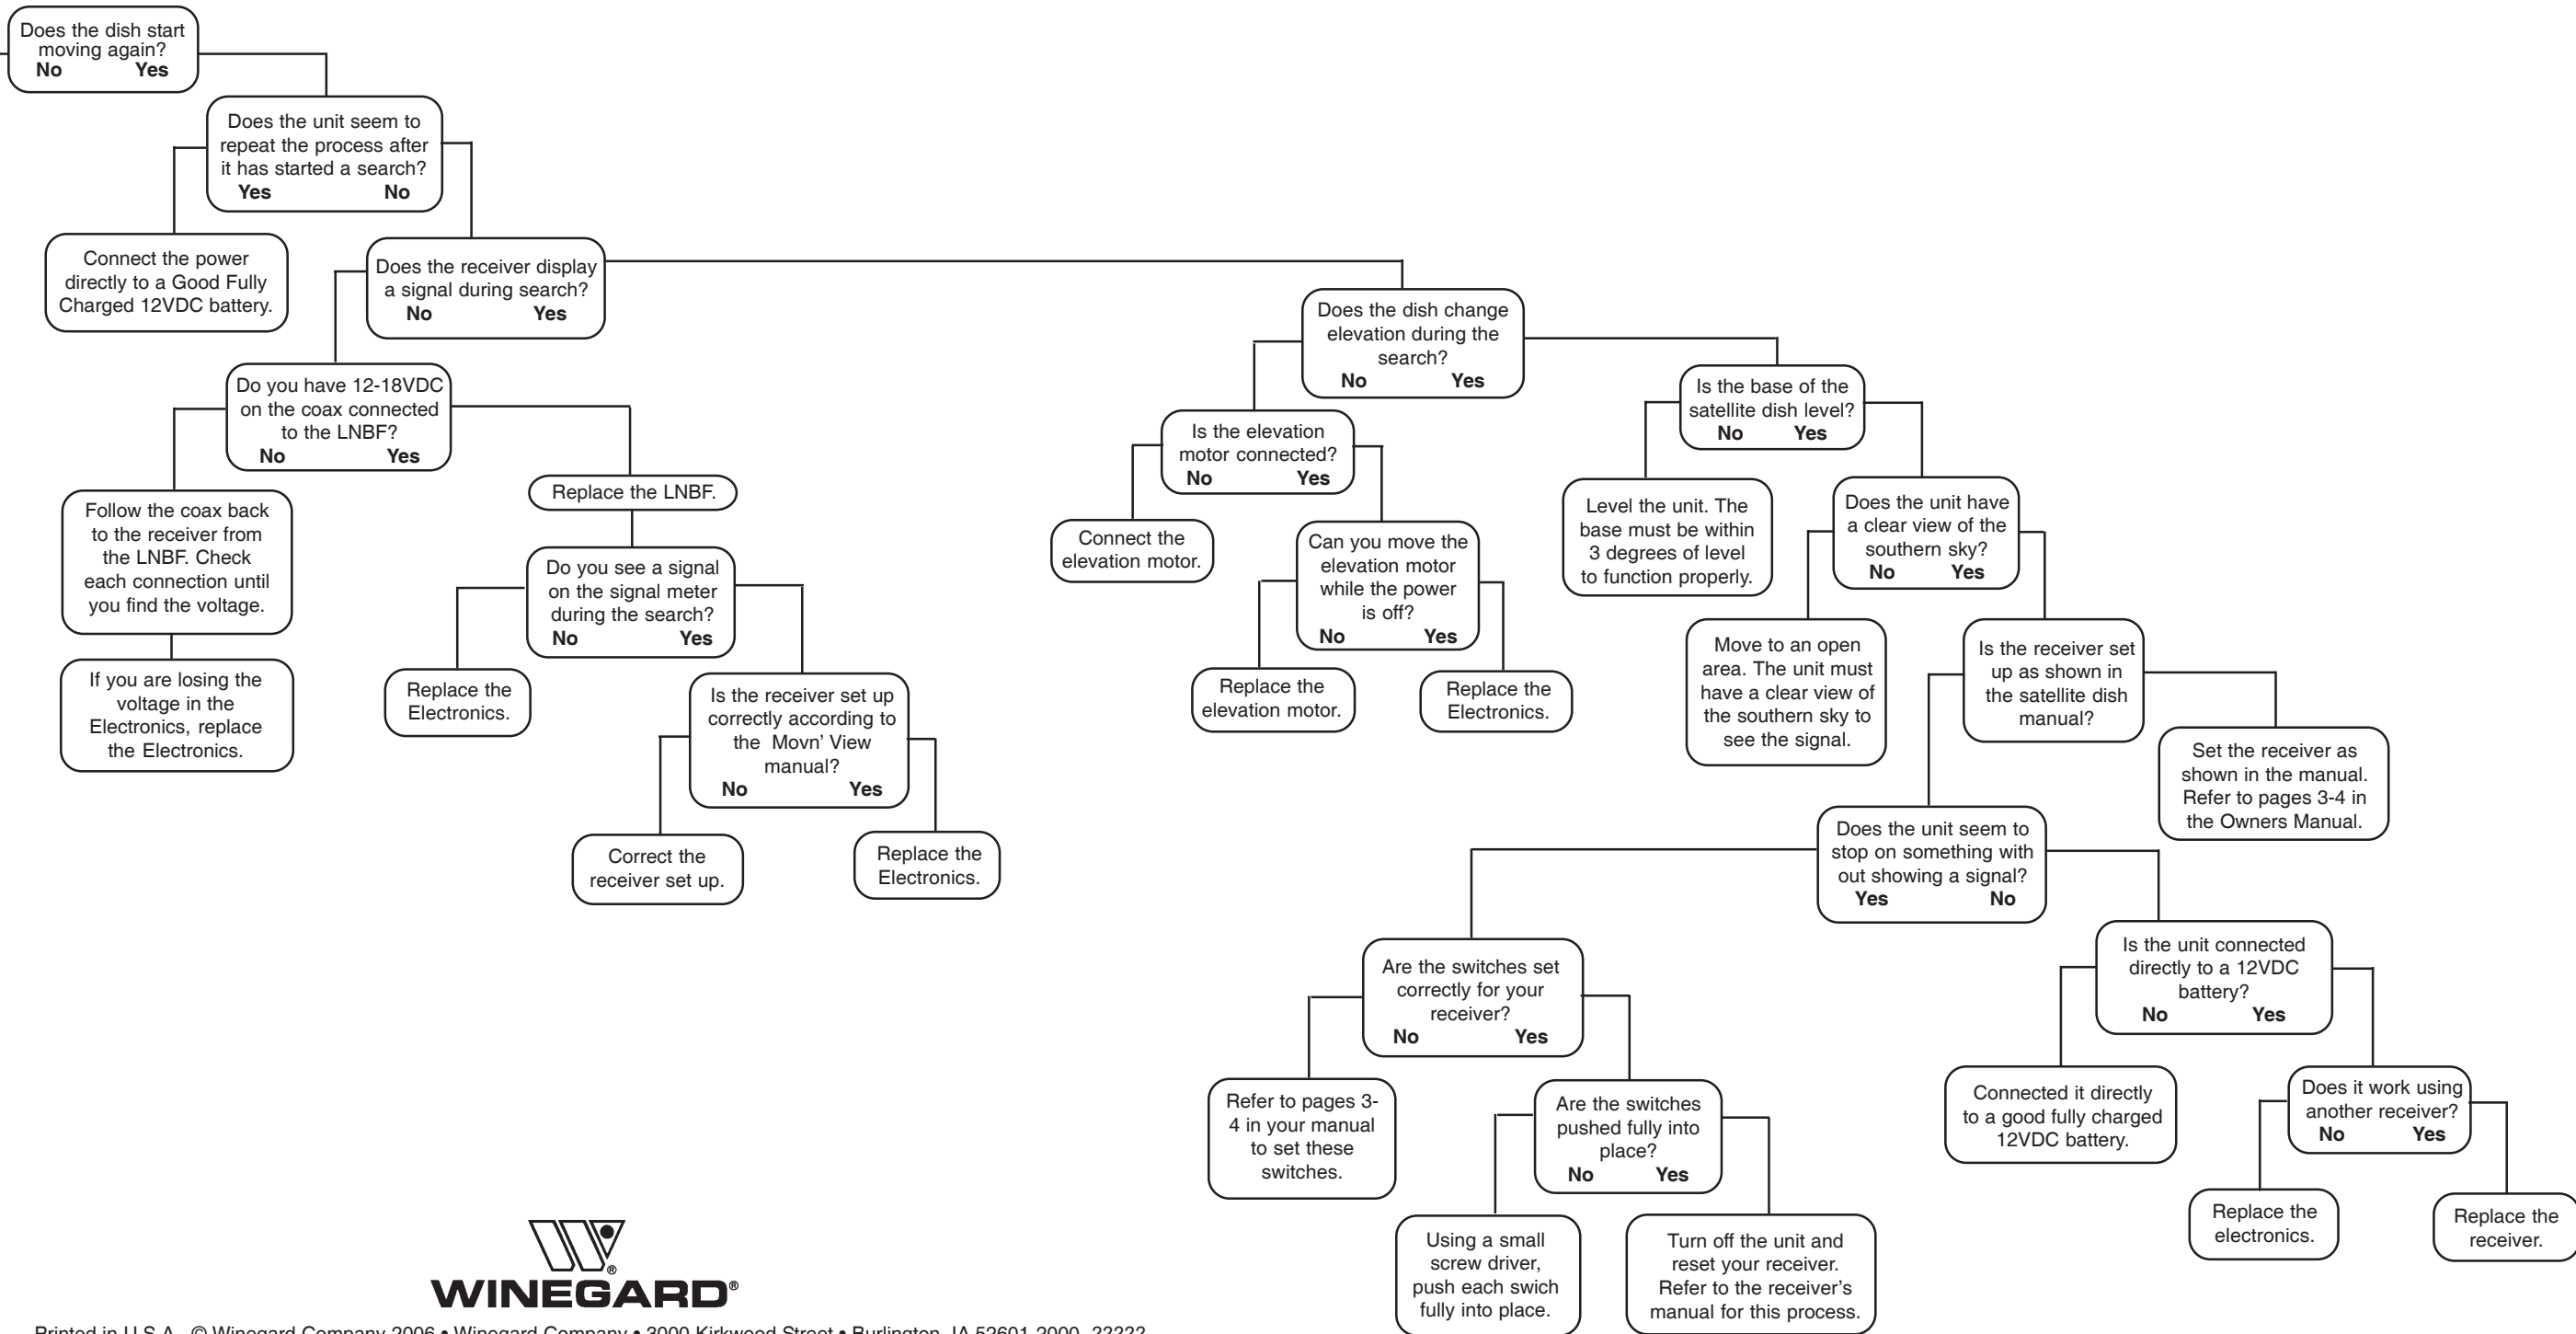 Does the dish start
moving again?
No Yes
Does the unit seem to
repeat the process after
it has started a search?
Yes No
Connect the power
directly to a Good Fully
Charged 12VDC battery.
Does the receiver display
a signal during search?
No Yes
Do you have 12-18VDC
on the coax connected
to the LNBF?
No Yes
Follow the coax back
to the receiver from
the LNBF. Check
each connection until
you find the voltage.
If you are losing the
voltage in the
Electronics, replace
the Electronics.
Replace the LNBF.
Do you see a signal
on the signal meter
during the search?
No Yes
Replace the
Electronics.
Is the receiver set up
correctly according to
the Movn' View
manual?
No Yes
Correct the
receiver set up.
Replace the
Electronics.
Does the dish change
elevation during the
search?
No Yes
Is the elevation
motor connected?
No Yes
Connect the
elevation motor.
Can you move the
elevation motor
while the power
is off?
No Yes
Replace the
elevation motor.
Replace the
Electronics.
Is the base of the
satellite dish level?
No Yes
Level the unit. The
base must be within
3 degrees of level
to function properly.
Does the unit have
a clear view of the
southern sky?
No Yes
Move to an open
area. The unit must
have a clear view of
the southern sky to
see the signal.
Is the receiver set
up as shown in
the satellite dish
manual?
Set the receiver as
shown in the manual.
Refer to pages 3-4 in
the Owners Manual.
Does the unit seem to
stop on something with
out showing a signal?
Yes No
Are the switches set
correctly for your
receiver?
No Yes
Refer to pages 3-
4 in your manual
to set these
switches.
Are the switches
pushed fully into
place?
No Yes
Using a small
screw driver,
push each swich
fully into place.
Turn off the unit and
reset your receiver.
Refer to the receiver's
manual for this process.
Is the unit connected
directly to a 12VDC
battery?
No Yes
Connected it directly
to a good fully charged
12VDC battery.
Does it work using
another receiver?
No Yes
Replace the
electronics.
Replace the
receiver.
WINEGARD®
Printed in U.S.A. © Winegard Company 2006 • Winegard Company • 3000 Kirkwood Street • Burlington, IA 52601-2000 22222